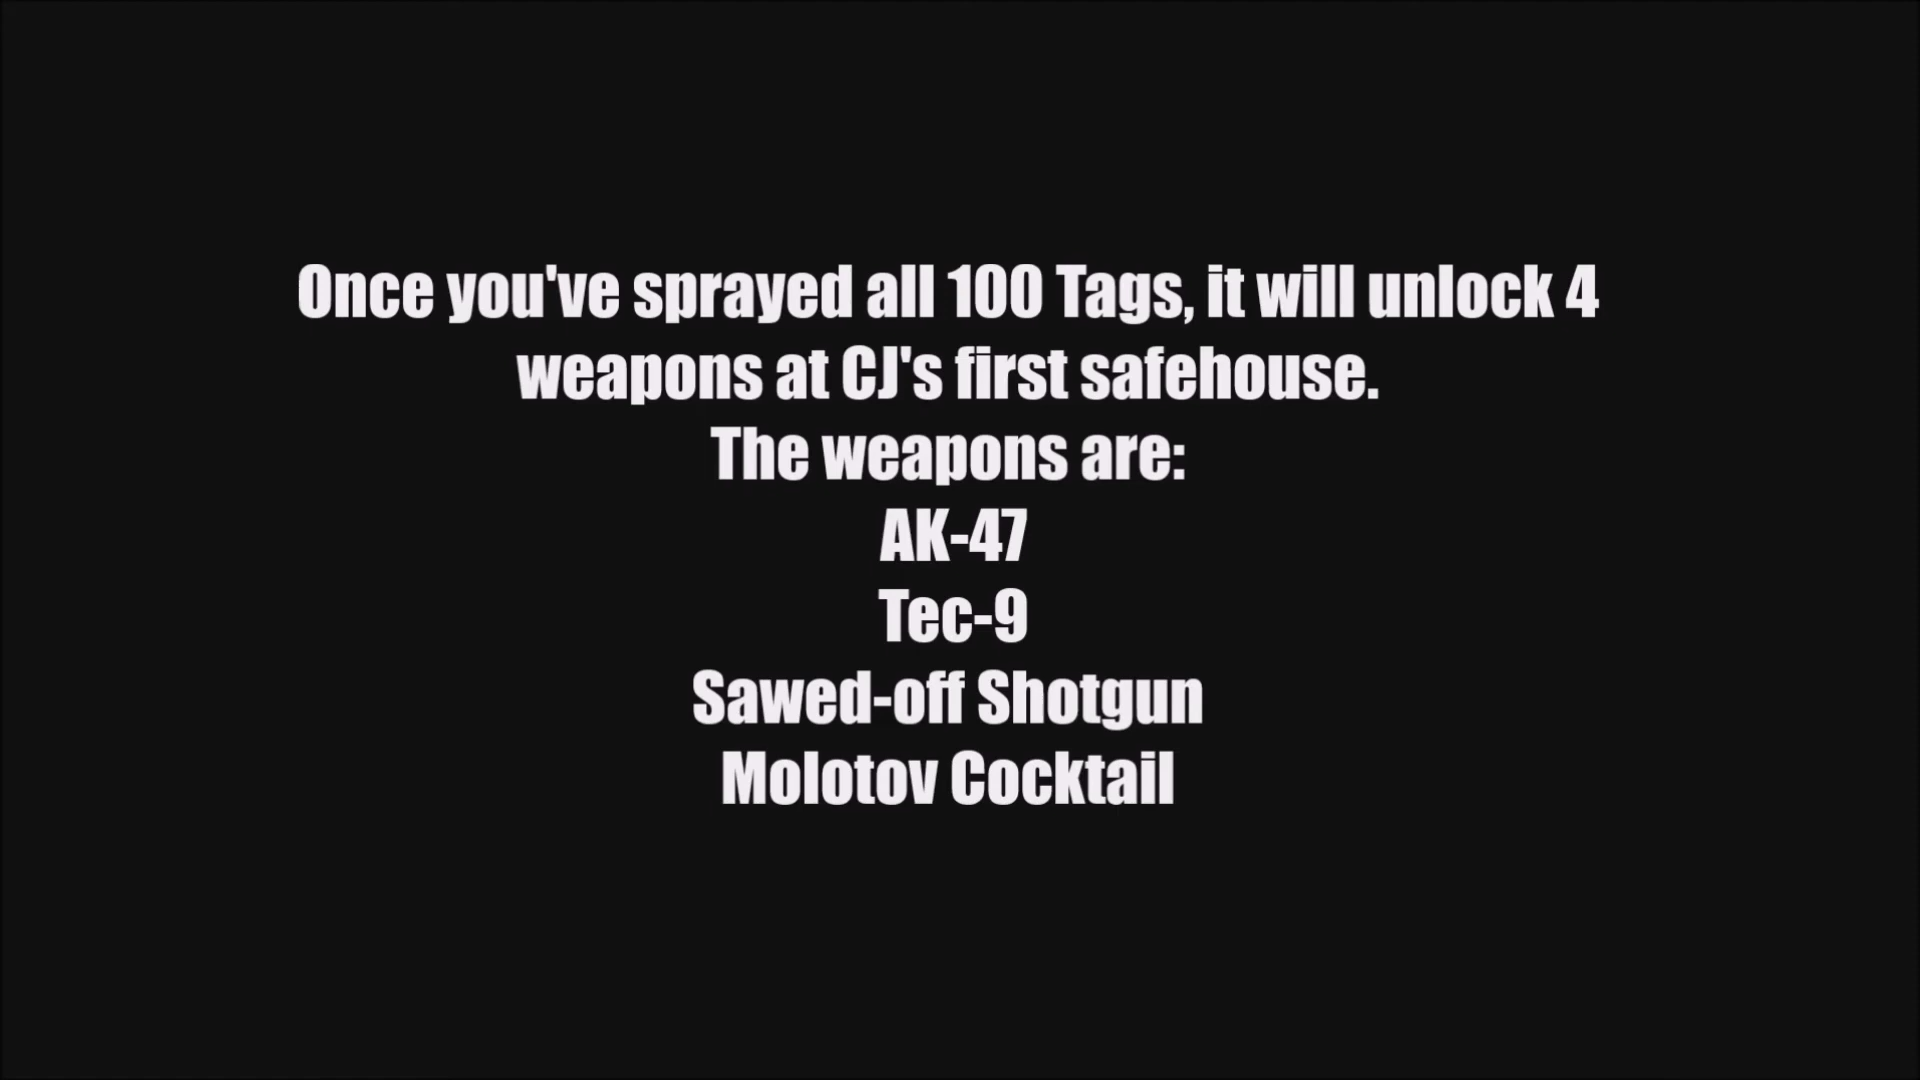 Once you've sprayed all 100 Tags, it will unlock 4
weapons at CJ's first safehouse.
The weapons are:
AK-47
Tec-9
Sawed-off Shotgun
Molotov Cocktail